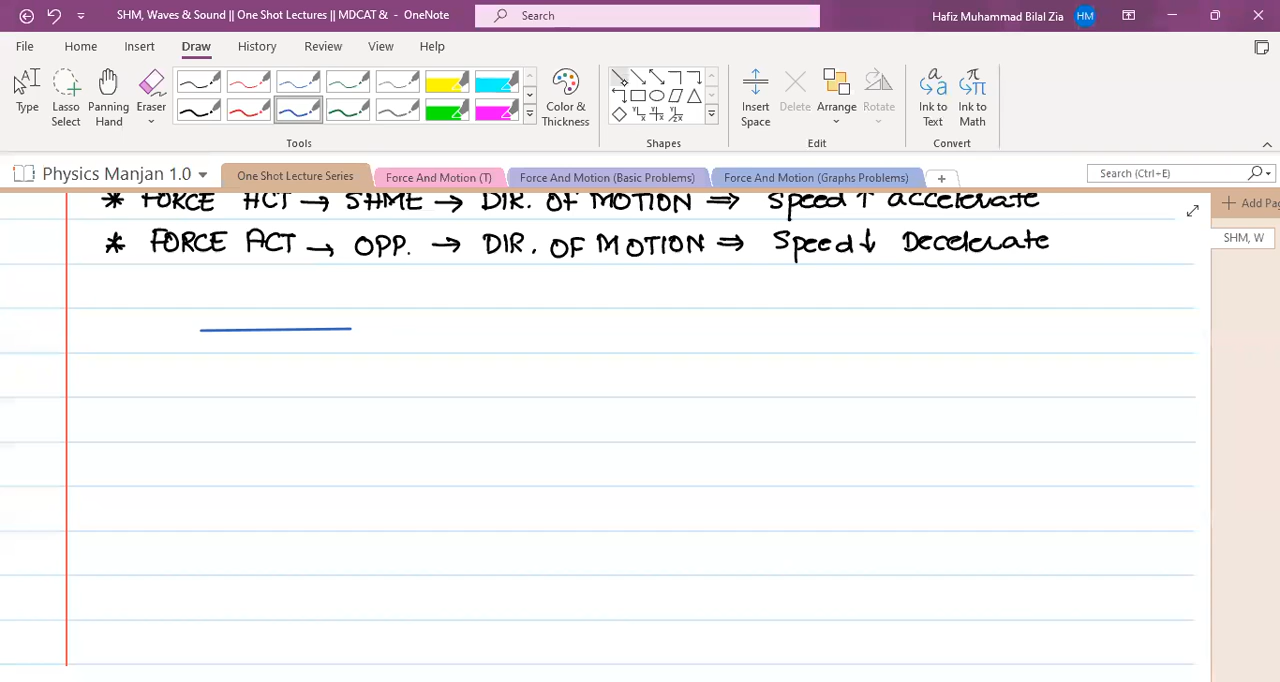 SHM, Waves & Sound || One Shot Lectures || MDCAT & - OneNote
Search
Hafiz Muhammad Bilal Zia HM
File Home Insert Draw History Review View Help
Type Lasso Select Panning Hand Eraser Color & Thickness Insert Space Delete Arrange Rotate Ink to Text Ink to Math
Tools Shapes Edit Convert
Physics Manjan 1.0 One Shot Lecture Series Force And Motion (T) Force And Motion (Basic Problems) Force And Motion (Graphs Problems) Search (Ctrl+E)
* FORCE ACT → SAME → DIR. OF MOTION ⇒ Speed ↑ accelerate
Add Pag
* FORCE ACT → OPP. → DIR. OF MOTION ⇒ Speed ↓ Decelerate
SHM, W